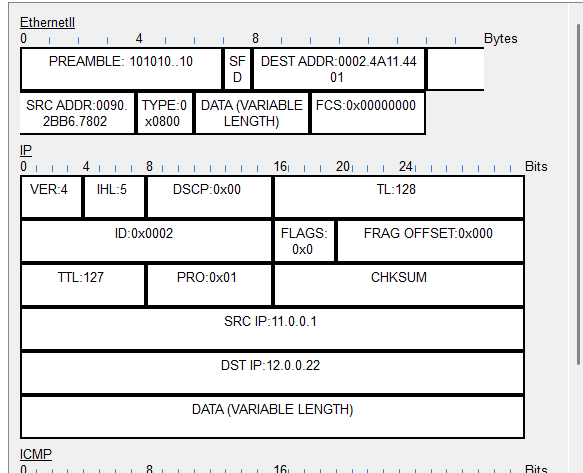 EthernetII
0 4 8 Bytes
PREAMBLE: 101010..10
SF
D
DEST ADDR:0002.4A11.44
01
SRC ADDR:0090.
2BB6.7802
TYPE:0
x0800
DATA (VARIABLE
LENGTH)
FCS:0x00000000
IP
0 4 8 16 20 24 Bits
VER:4 IHL:5 DSCP:0x00 TL:128
ID:0x0002
FLAGS:
0x0
FRAG OFFSET:0x000
TTL:127 PRO:0x01 CHKSUM
SRC IP:11.0.0.1
DST IP:12.0.0.22
DATA (VARIABLE LENGTH)
ICMP
0 8 16 Bits